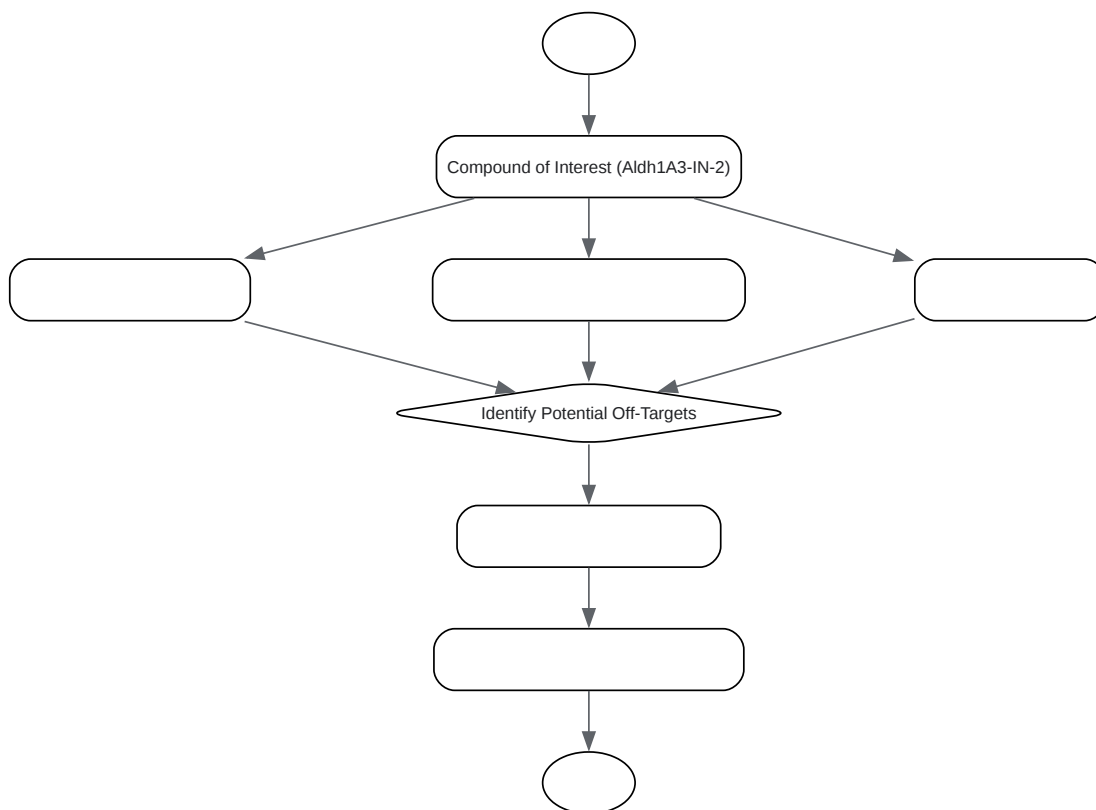 Compound of Interest (Aldh1A3-IN-2)
Identify Potential Off-Targets